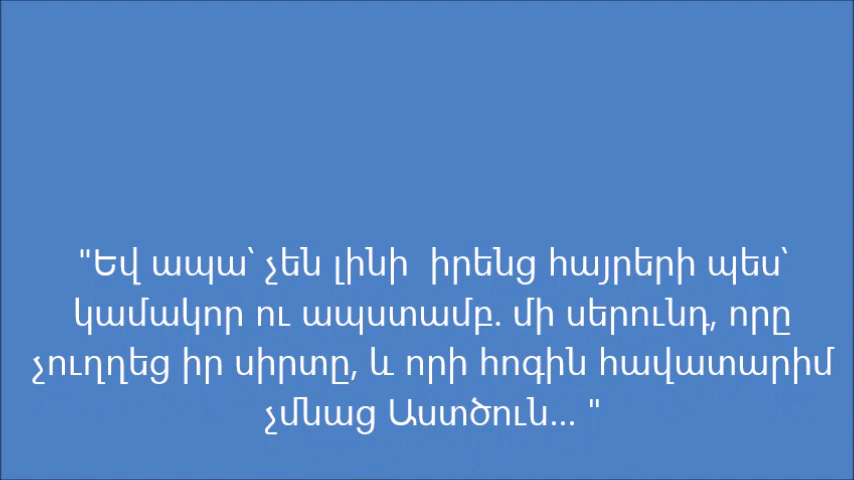 "Եվ ապա՝ չեն լինի  իրենց հայրերի պես՝
կամակոր ու ապստամբ. մի սերունդ, որը
չուղղեց իր սիրտը, և որի հոգին հավատարիմ
չմնաց Աստծուն... "